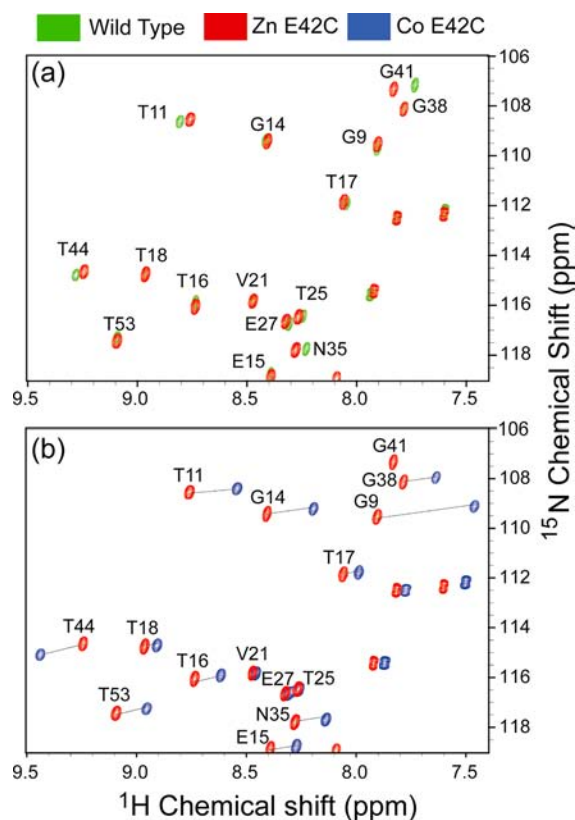 Wild Type Zn E42C Co E42C
(a)
106
G41
G38
108
T11
G14
G9
110
T17
112
T44
T18
114
T16
V21
T25
116
T53
E27
N35
E15
118
9.5 9.0 8.5 8.0 7.5
15N Chemical Shift (ppm)
(b)
106
G41
T11
G38
108
G14
G9
110
T17
112
T44
T18
114
T16
V21
E27
T25
116
T53
N35
E15
118
9.5 9.0 8.5 8.0 7.5
1H Chemical shift (ppm)